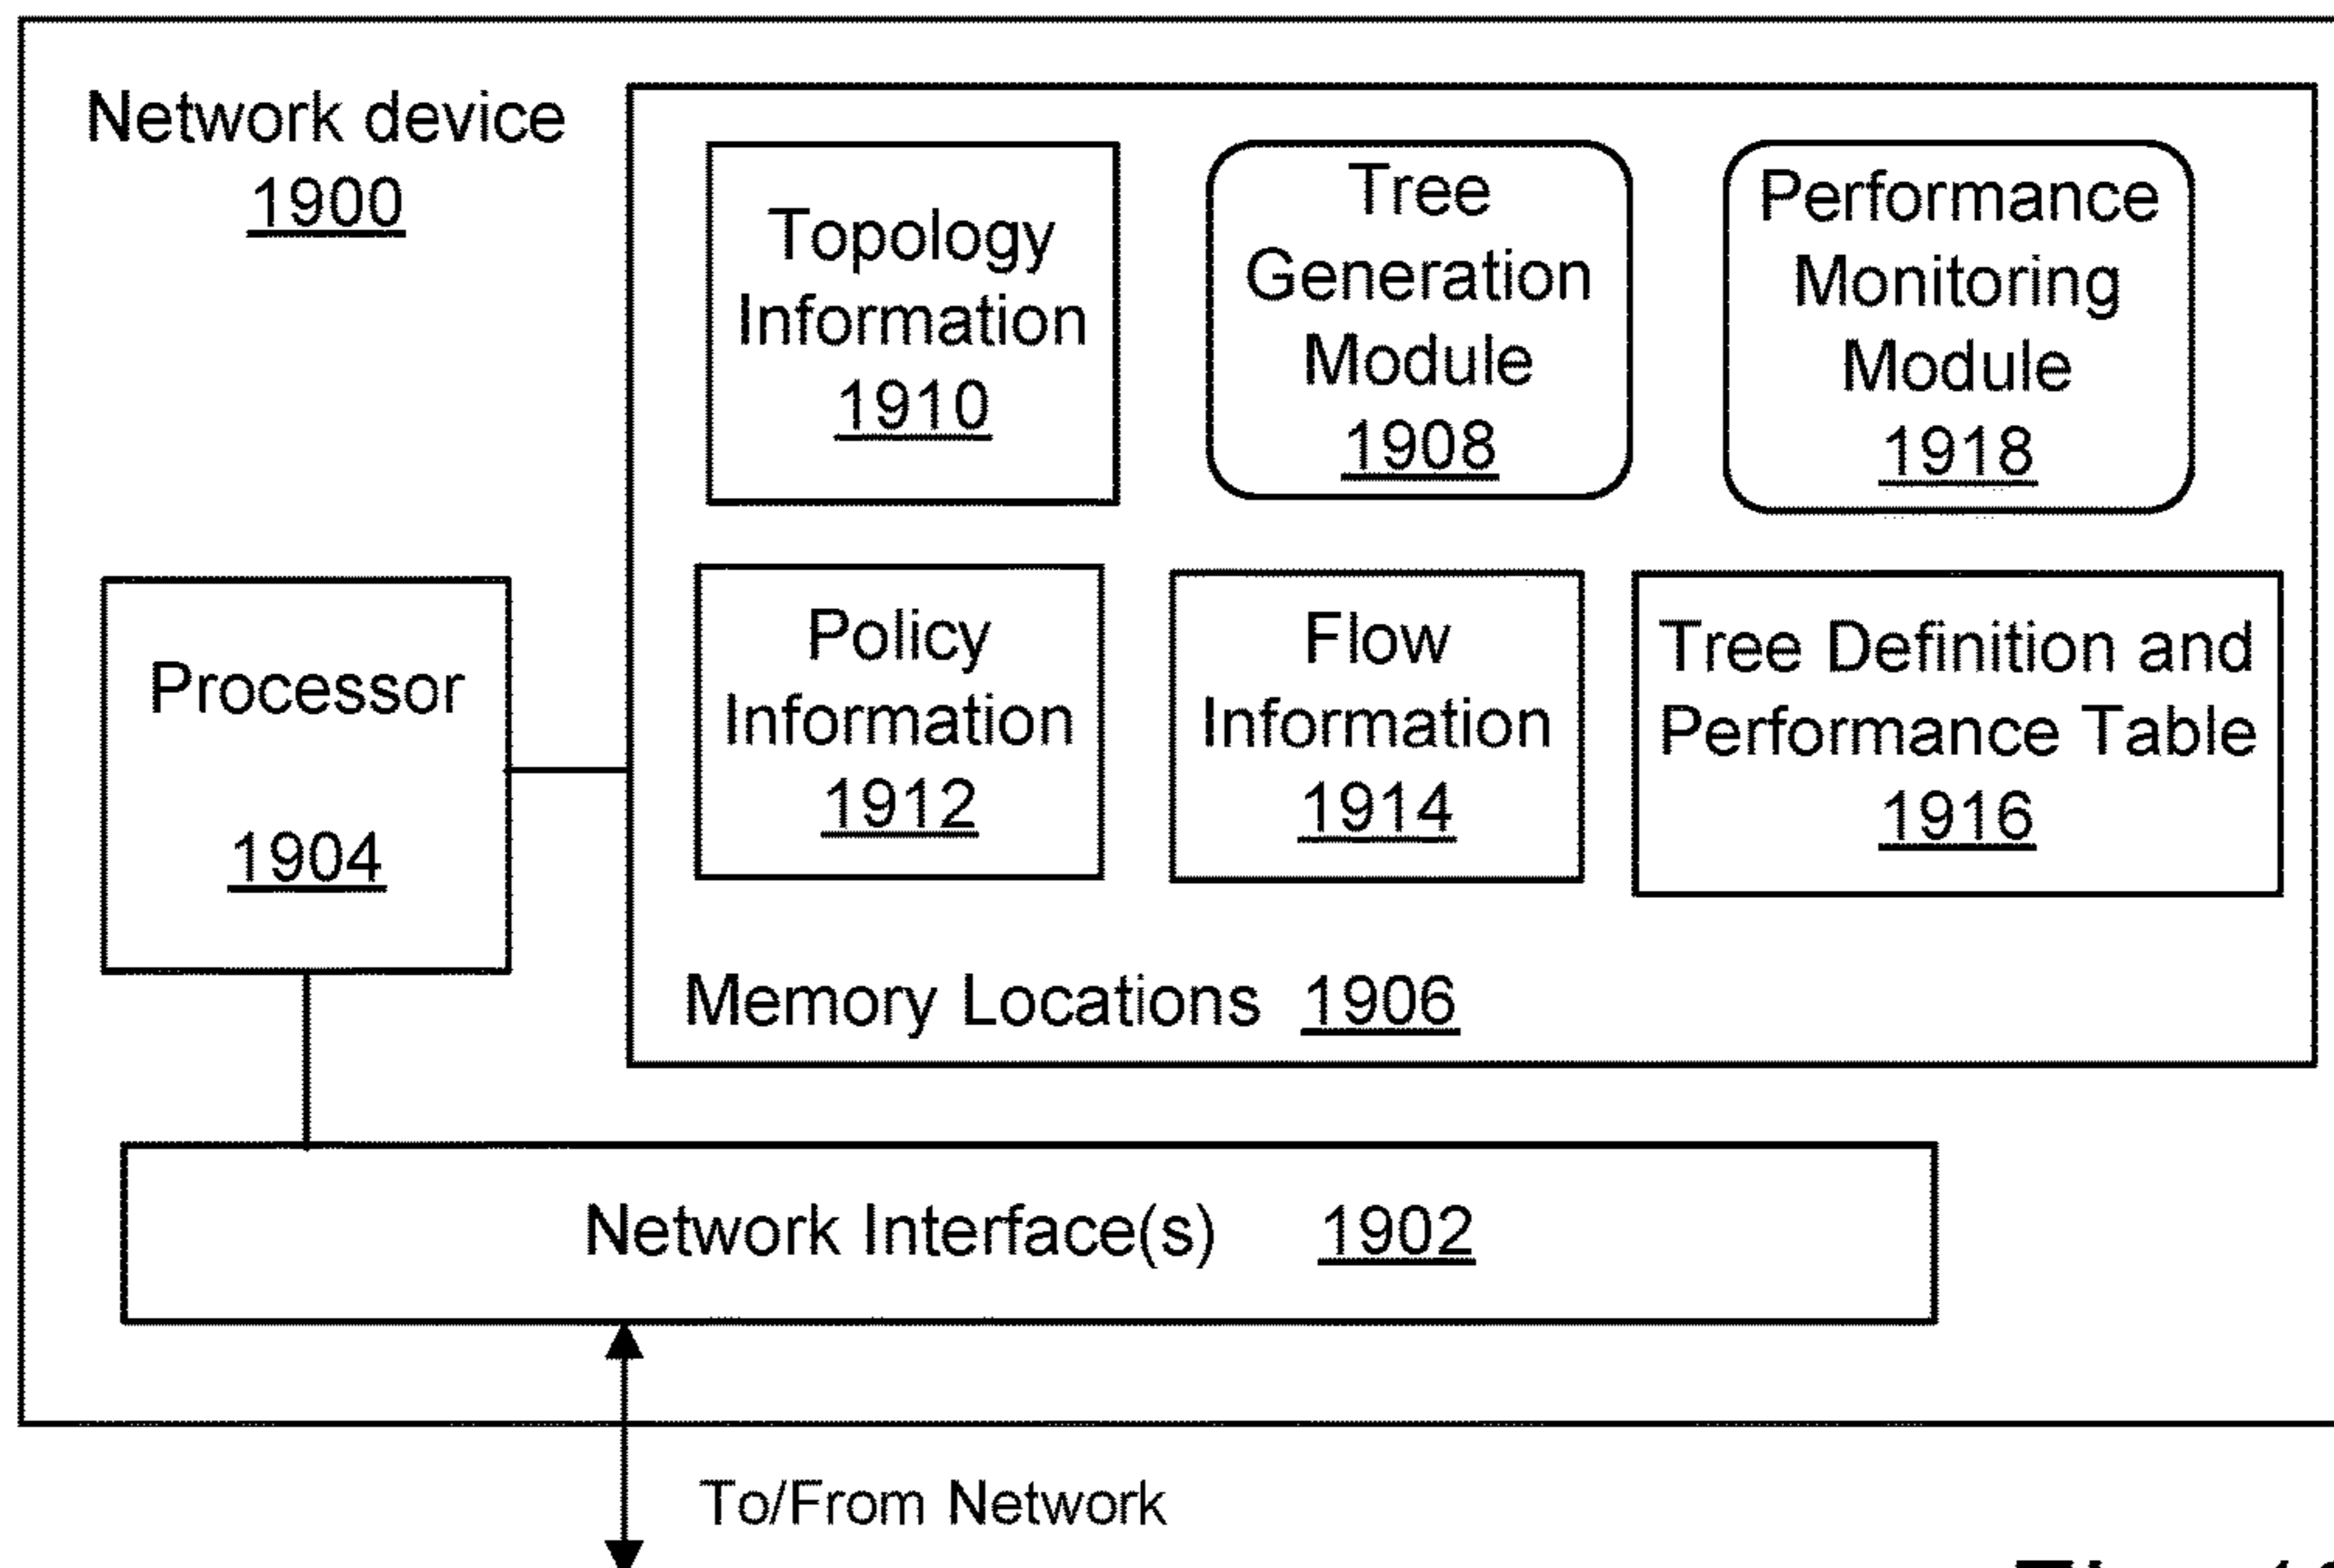 Network device
1900
Topology
Information
1910
Tree
Generation
Module
1908
Performance
Monitoring
Module
1918
Processor
1904
Policy
Information
1912
Flow
Information
1914
Tree Definition and
Performance Table
1916
Memory Locations 1906
Network Interface(s) 1902
To/From Network